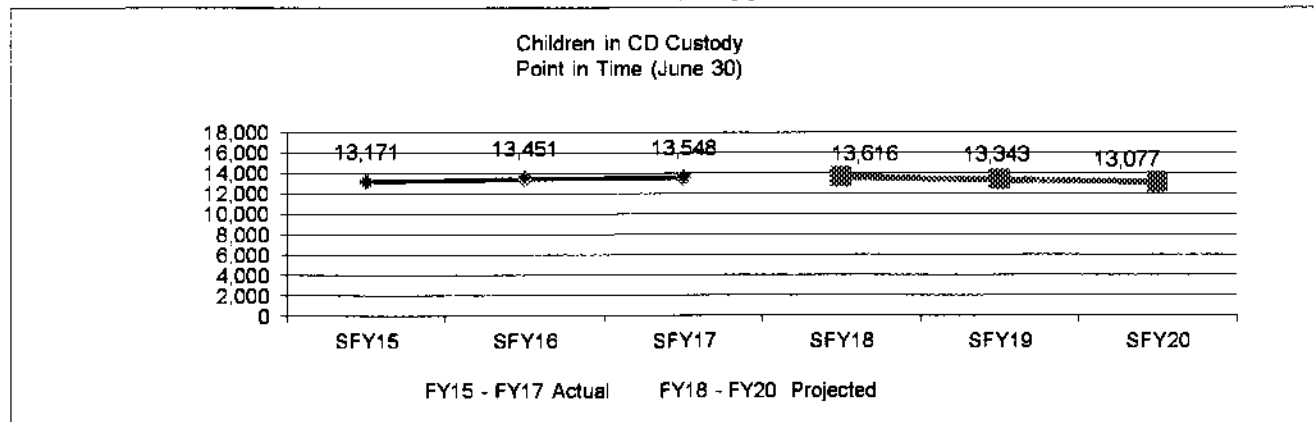 Children in CD Custody
Point in Time (June 30)
18,000
16,000
14,000
12,000
10,000
8,000
6,000
4,000
2,000
0
13,171
13,451
13,548
13,616
13,343
13,077
SFY15
SFY16
SFY17
SFY18
SFY19
SFY20
FY15 - FY17 Actual
FY18 - FY20 Projected